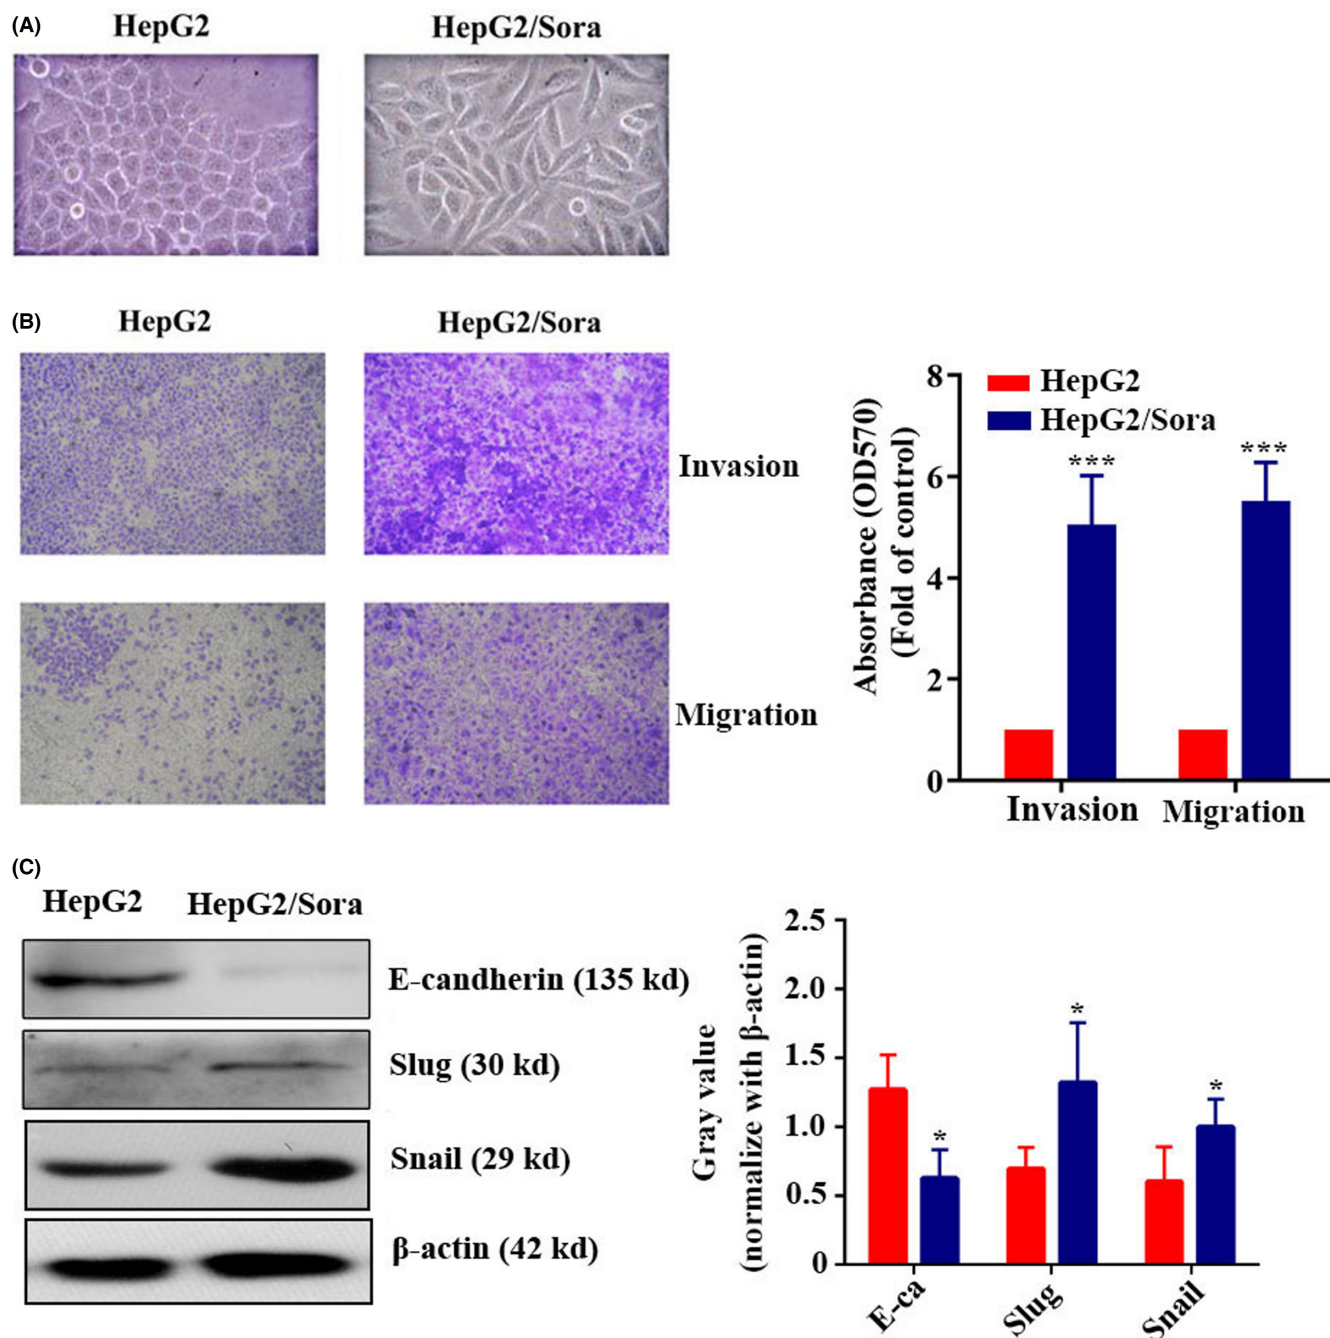 (A)
HepG2
HepG2/Sora
(B)
HepG2
HepG2/Sora
Invasion
Migration
8
6
4
2
0
Absorbance (OD570)
(Fold of control)
HepG2
HepG2/Sora
***
***
Invasion
Migration
(C)
HepG2
HepG2/Sora
E-candherin (135 kd)
Slug (30 kd)
Snail (29 kd)
β-actin (42 kd)
Gray value
(normalize with β-actin)
2.5
2.0
1.5
1.0
0.5
0
*
*
*
E-ca
Slug
Snail